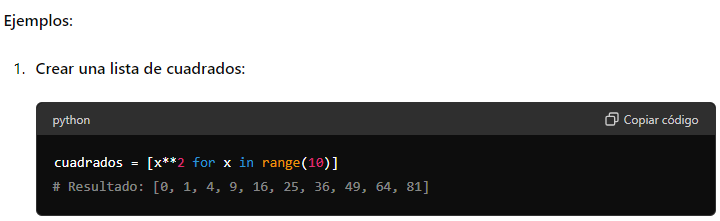 Ejemplos:
1. Crear una lista de cuadrados:
python
Copiar código
cuadrados = [x**2 for x in range(10)]
# Resultado: [0, 1, 4, 9, 16, 25, 36, 49, 64, 81]